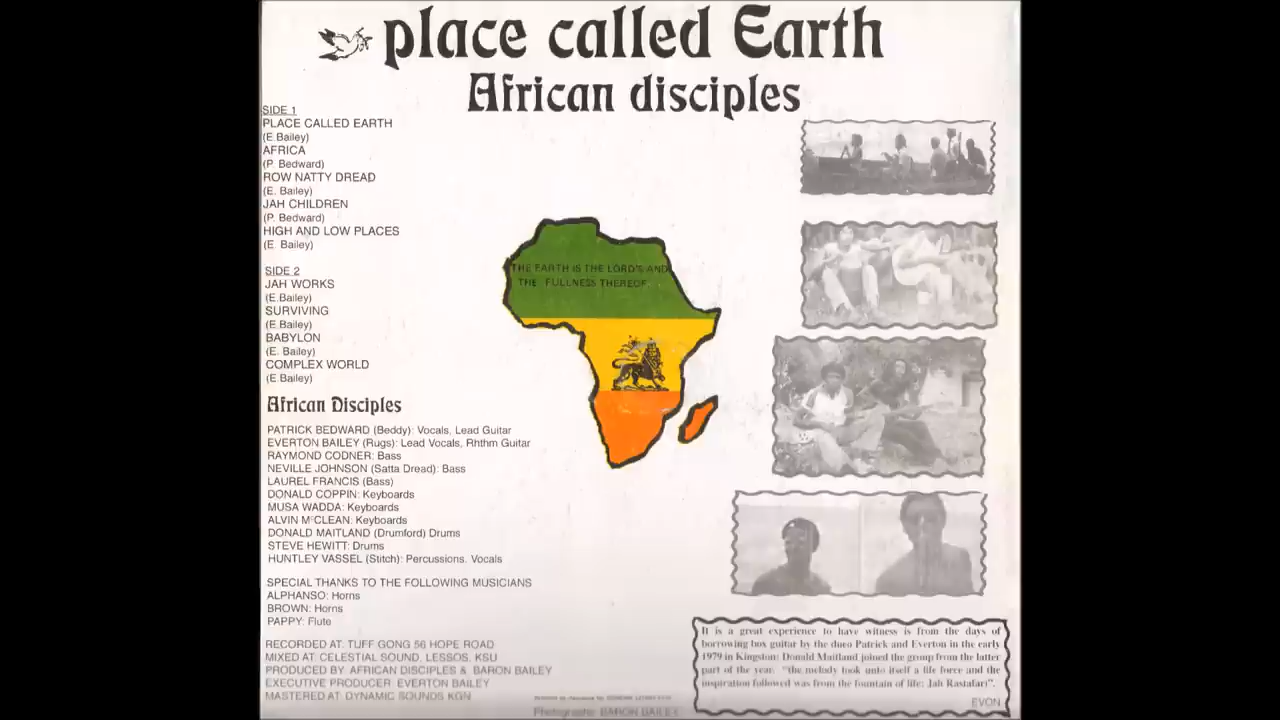 place called Earth
African disciples
SIDE 1
PLACE CALLED EARTH
(E.Bailey)
AFRICA
(P. Bedward)
ROW NATTY DREAD
(E. Bailey)
JAH CHILDREN
(P. Bedward)
HIGH AND LOW PLACES
(E. Bailey)
SIDE 2
JAH WORKS
(E.Bailey)
SURVIVING
(E.Bailey)
BABYLON
(E. Bailey)
COMPLEX WORLD
(E.Bailey)
African Disciples
PATRICK BEDWARD (Beddy): Vocals, Lead Guitar
EVERTON BAILEY (Rugs): Lead Vocals, Rhthm Guitar
RAYMOND CODNER: Bass
NEVILLE JOHNSON (Satta Dread): Bass
LAUREL FRANCIS (Bass)
DONALD COPPIN: Keyboards
MUSA WADDA: Keyboards
ALVIN McCLEAN: Keyboards
DONALD MAITLAND (Drumford) Drums
STEVE HEWITT: Drums
HUNTLEY VASSEL (Stitch): Percussions, Vocals
SPECIAL THANKS TO THE FOLLOWING MUSICIANS
ALPHANSO: Horns
BROWN: Horns
PAPPY: Flute
RECORDED AT: TUFF GONG 56 HOPE ROAD
MIXED AT: CELESTIAL SOUND, LESSOS, KSU
PRODUCED BY: AFRICAN DISCIPLES & BARON BAILEY
EXECUTIVE PRODUCER: EVERTON BAILEY
MASTERED AT: DYNAMIC SOUNDS KGN
THE EARTH IS THE LORD'S AND
THE FULLNESS THEREOF.
Photographs: BARON BAILEY
It is a great experience to have witness is from the days of
borrowing box guitar by the dueo Patrick and Everton in the early
1979 in Kingston: Donald Maitland joined the group from the latter
part of the year. "the melody took unto itself a life force and the
inspiration followed was from the fountain of life: Jah Rastafari".
EVON